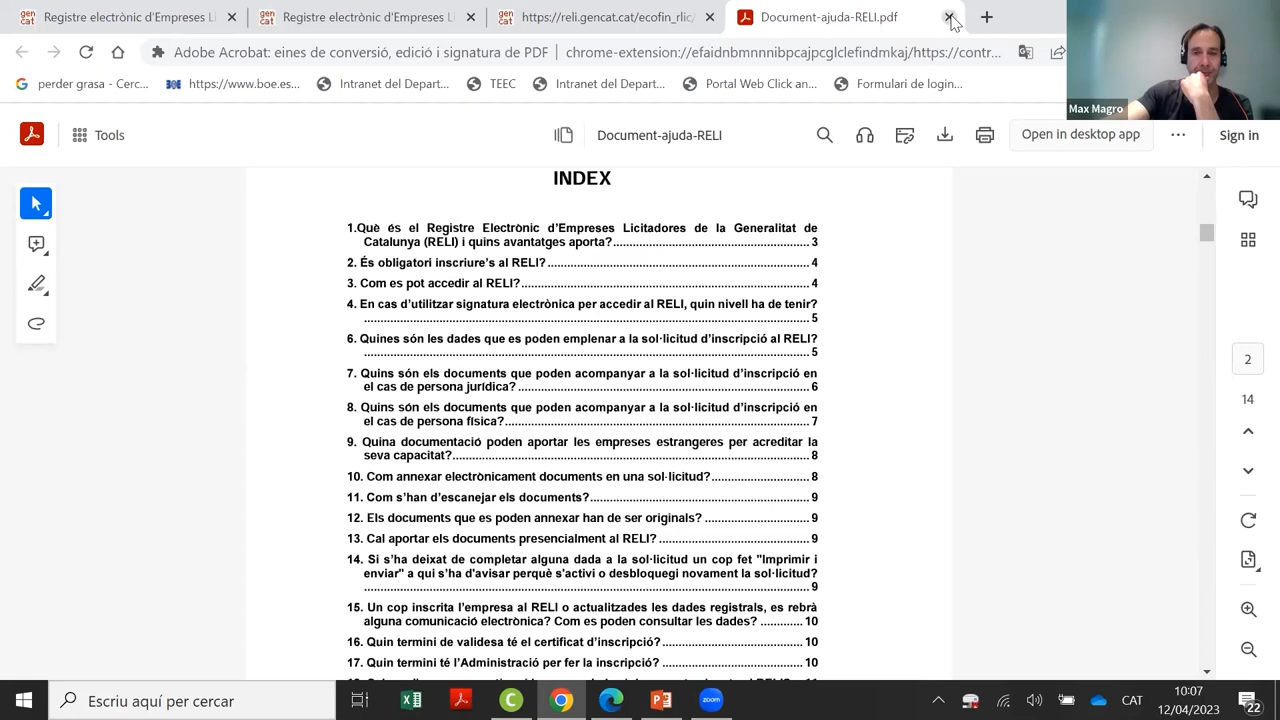 Registre electrònic d'Empreses Li
Registre electrònic d'Empreses Li
https://reli.gencat.cat/ecofin_rlic/
Document-ajuda-RELI.pdf
Adobe Acrobat: eines de conversió, edició i signatura de PDF
chrome-extension://efaidnbmnnnibpcajpcglclefindmkaj/https://contr...
perder grasa - Cerc...
https://www.boe.es...
Intranet del Depart...
TEEC
Intranet del Depart...
Portal Web Click an...
Formulari de login...
Max Magro
Tools
Document-ajuda-RELI
Open in desktop app
Sign in
INDEX
1.Què és el Registre Electrònic d'Empreses Licitadores de la Generalitat de
Catalunya (RELI) i quins avantatges aporta? 3
2. És obligatori inscriure's al RELI? 4
3. Com es pot accedir al RELI? 4
4. En cas d'utilitzar signatura electrònica per accedir al RELI, quin nivell ha de tenir?
5
6. Quines són les dades que es poden emplenar a la sol·licitud d'inscripció al RELI?
5
7. Quins són els documents que poden acompanyar a la sol·licitud d'inscripció en
el cas de persona jurídica? 6
8. Quins són els documents que poden acompanyar a la sol·licitud d'inscripció en
el cas de persona física? 7
9. Quina documentació poden aportar les empreses estrangeres per acreditar la
seva capacitat? 8
10. Com annexar electrònicament documents en una sol·licitud? 8
11. Com s'han d'escanejar els documents? 9
12. Els documents que es poden annexar han de ser originals? 9
13. Cal aportar els documents presencialment al RELI? 9
14. Si s'ha deixat de completar alguna dada a la sol·licitud un cop fet "Imprimir i
enviar" a qui s'ha d'avisar perquè s'activi o desbloquegi novament la sol·licitud?
9
15. Un cop inscrita l'empresa al RELI o actualitzades les dades registrals, es rebrà
alguna comunicació electrònica? Com es poden consultar les dades? 10
16. Quin termini de validesa té el certificat d'inscripció? 10
17. Quin termini té l'Administració per fer la inscripció? 10
2
14
Escriu aquí per cercar
zoom
CAT
10:07
12/04/2023
22